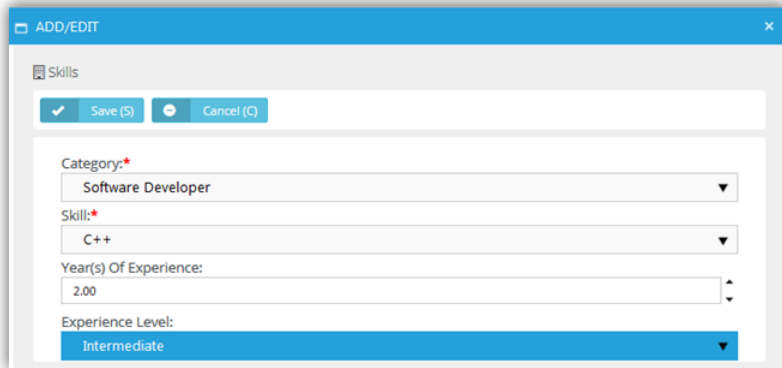 ADD/EDIT
Skills
Save (S) Cancel (C)
Category:*
Software Developer
Skill:*
C++
Year(s) Of Experience:
2.00
Experience Level:
Intermediate